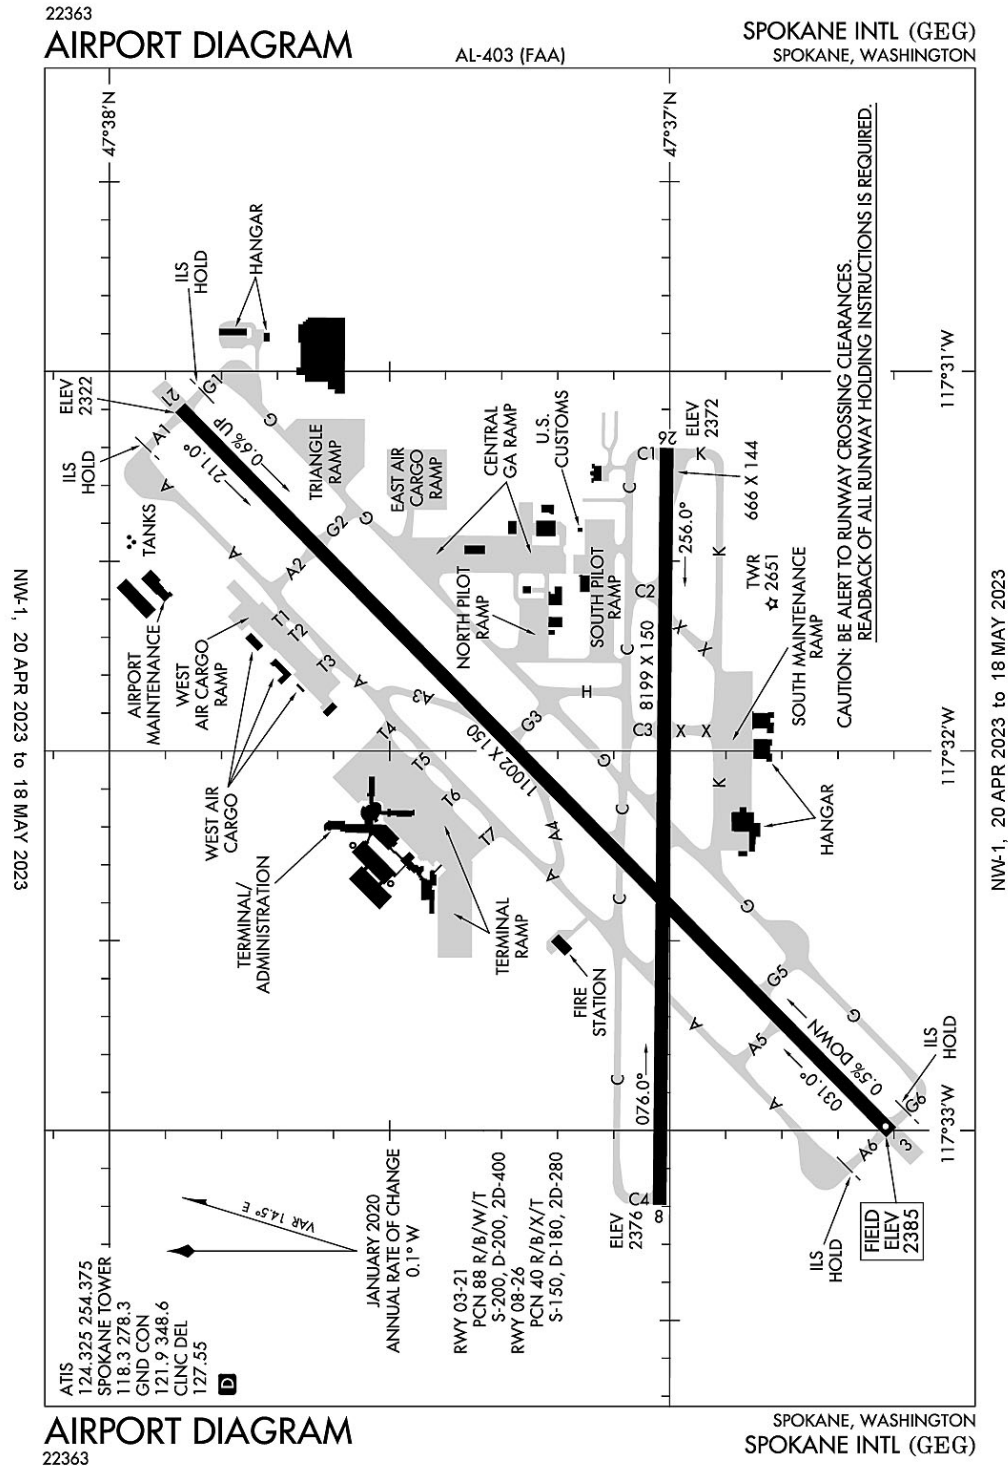 22363
AIRPORT DIAGRAM
AL-403 (FAA)
SPOKANE INTL (GEG)
SPOKANE, WASHINGTON
47°38'N
47°37'N
117°31'W
117°32'W
117°33'W
ILS
HOLD
HANGAR
ELEV
2322
21
G1
G
A1
ILS
HOLD
A
0.6% UP
211.0°
TRIANGLE
RAMP
EAST AIR
CARGO
RAMP
CENTRAL
GA RAMP
U.S.
CUSTOMS
C1
26
K
ELEV
2372
666 X 144
CAUTION: BE ALERT TO RUNWAY CROSSING CLEARANCES.
READBACK OF ALL RUNWAY HOLDING INSTRUCTIONS IS REQUIRED.
TANKS
A
A2
G2
G
C
256.0°
K
TWR
2651
AIRPORT
MAINTENANCE
WEST
AIR CARGO
RAMP
T1
T2
T3
A
A3
NORTH PILOT
RAMP
SOUTH PILOT
RAMP
C2
C
8199 X 150
X
X
SOUTH MAINTENANCE
RAMP
H
G3
G
C3
X
X
K
11002 X 150
T4
T5
T6
T7
WEST AIR
CARGO
HANGAR
A4
A
C
C
TERMINAL/
ADMINISTRATION
TERMINAL
RAMP
FIRE
STATION
G
G5
G
A
A5
A
C
076.0°
0.5% DOWN
031.0°
ILS
HOLD
G6
A6
3
ILS
HOLD
FIELD
ELEV
2385
C4
8
ELEV
2376
VAR 14.5° E
JANUARY 2020
ANNUAL RATE OF CHANGE
0.1° W
RWY 03-21
PCN 88 R/B/W/T
S-200, D-200, 2D-400
RWY 08-26
PCN 40 R/B/X/T
S-150, D-180, 2D-280
ATIS
124.325 254.375
SPOKANE TOWER
118.3 278.3
GND CON
121.9 348.6
CLNC DEL
127.55
D
NW-1, 20 APR 2023 to 18 MAY 2023
NW-1, 20 APR 2023 to 18 MAY 2023
AIRPORT DIAGRAM
22363
SPOKANE, WASHINGTON
SPOKANE INTL (GEG)